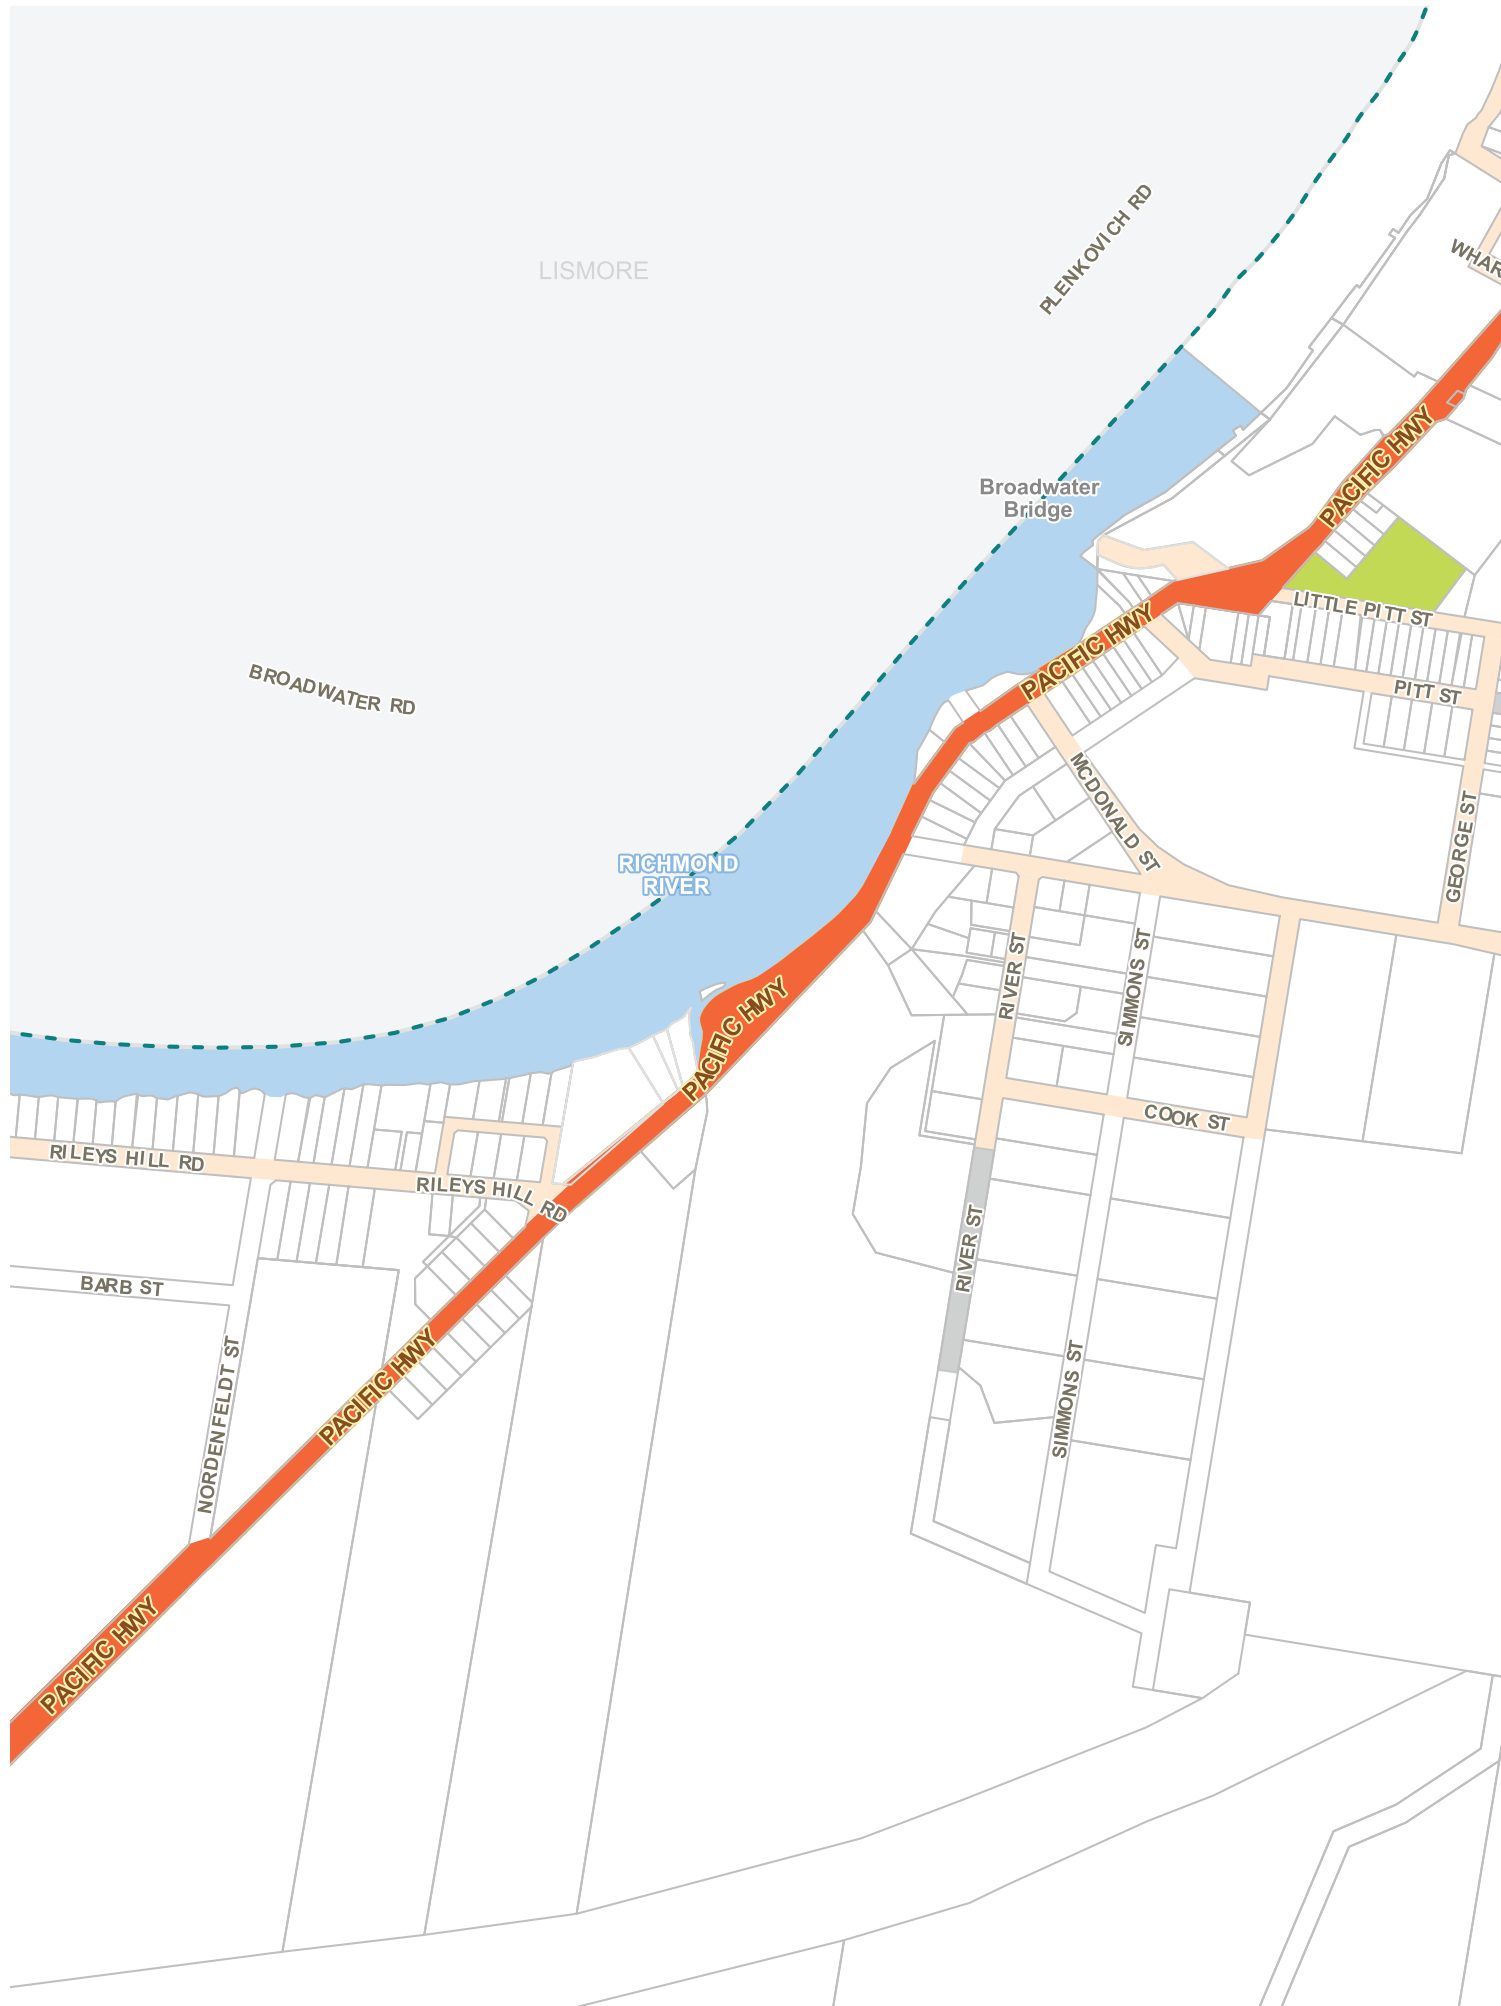 PLENKOVICH RD
WHAR
LISMORE
PACIFIC HWY
Broadwater
Bridge
LITTLE PITT ST
PACIFIC HWY
PITT ST
BROADWATER RD
MCDONALD ST
GEORGE ST
RICHMOND
RIVER
RIVER ST
SIMMONS ST
PACIFIC HWY
COOK ST
RILEYS HILL RD
RILEYS HILL RD
RIVER ST
BARB ST
NORDENFELDT ST
PACIFIC HWY
SIMMONS ST
PACIFIC HWY